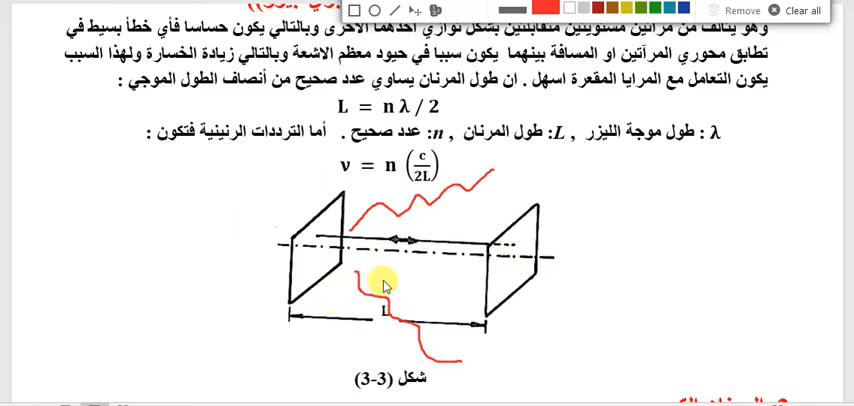 Remove Clear all
وهو يتألف من مرآتين مستويتين متقابلتين بشكل توازي احدهما الاخرى وبالتالي يكون حساسا فأي خطأ بسيط في
تطابق محوري المرآتين او المسافة بينهما يكون سببا في حيود معظم الاشعة وبالتالي زيادة الخسارة ولهذا السبب
يكون التعامل مع المرايا المقعرة اسهل . ان طول المرنان يساوي عدد صحيح من أنصاف الطول الموجي :
L = n λ / 2
λ : طول موجة الليزر , L: طول المرنان , n: عدد صحيح . أما الترددات الرنينية فتكون :
ν = n (c/2L)
L
شكل (3-3)